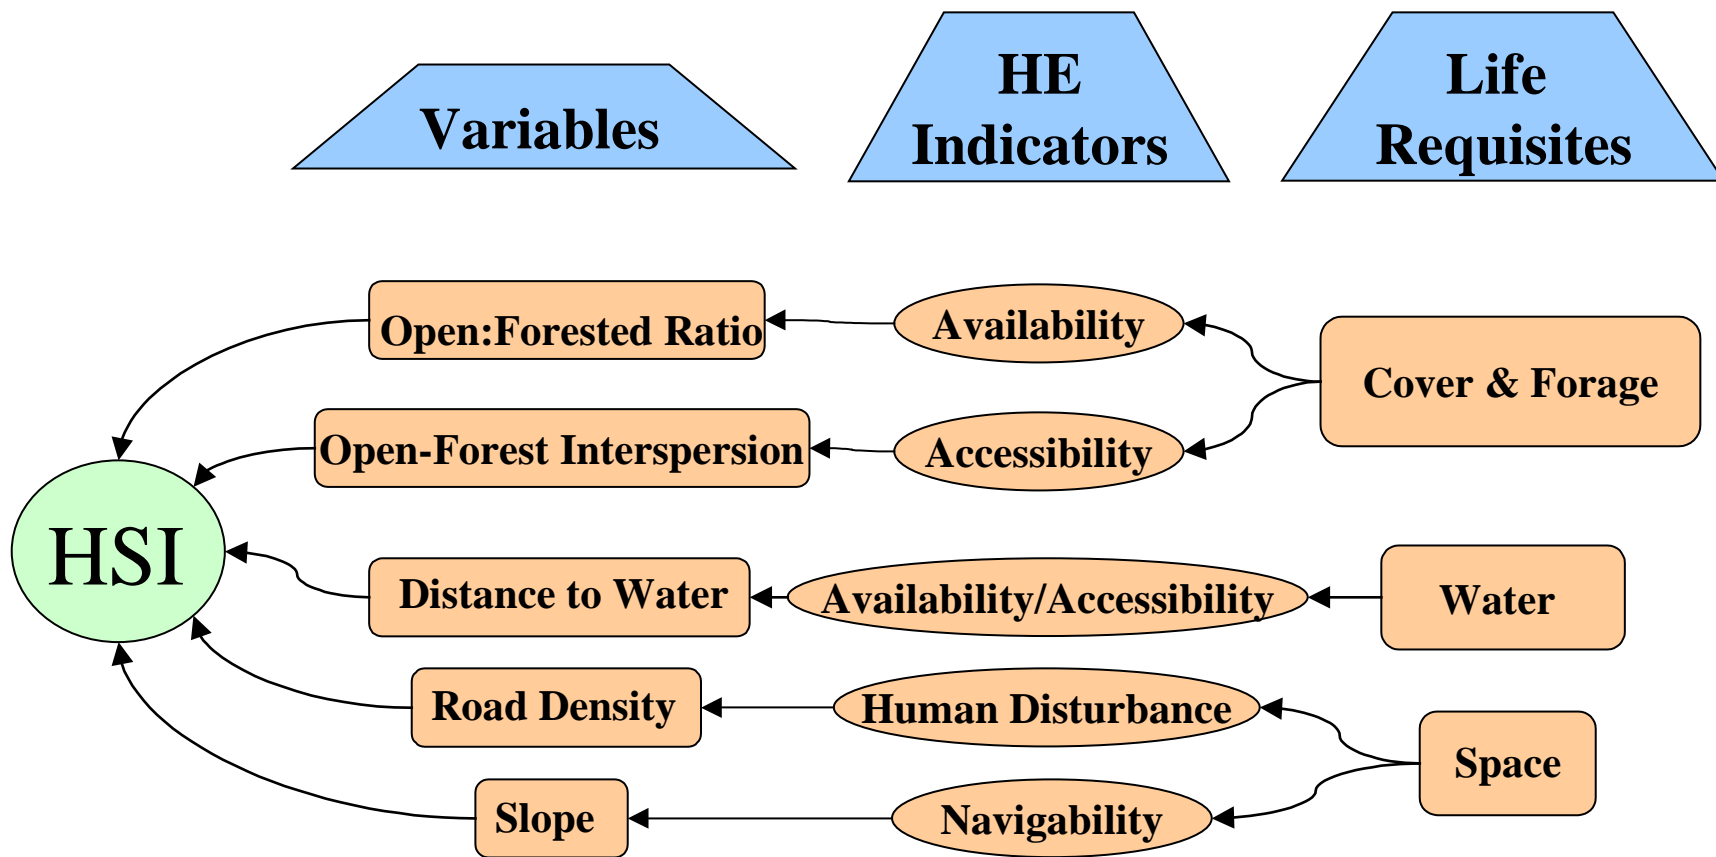 Variables
HE
Indicators
Life
Requisites
Open:Forested Ratio
Availability
Cover & Forage
Open-Forest Interspersion
Accessibility
HSI
Distance to Water
Availability/Accessibility
Water
Road Density
Human Disturbance
Space
Slope
Navigability